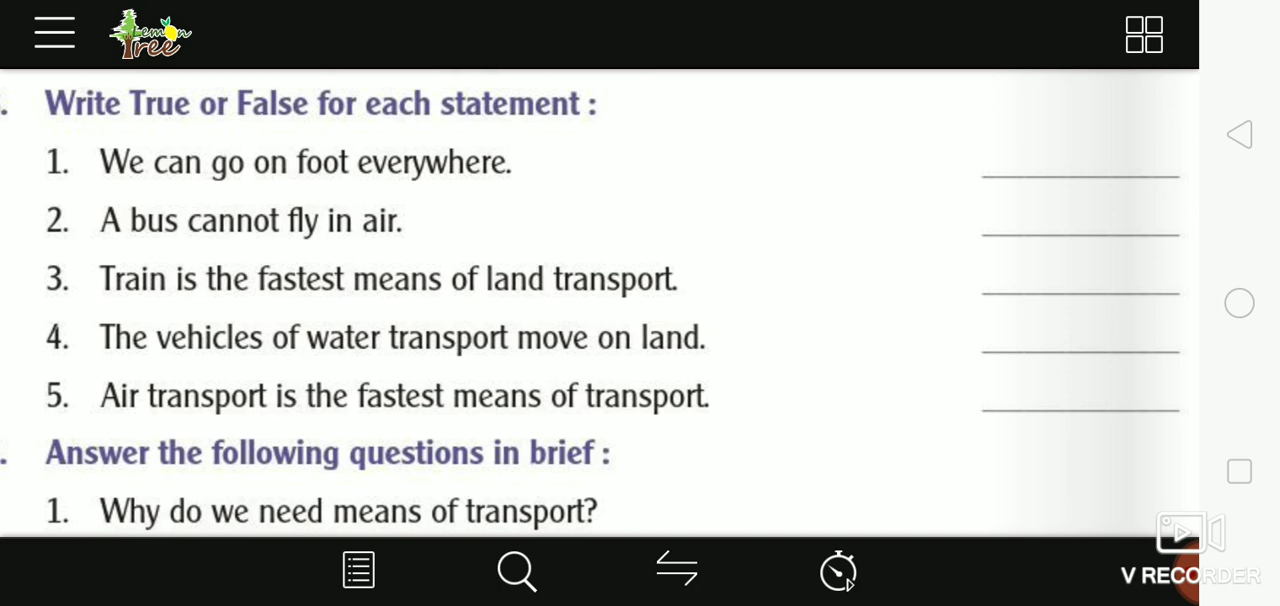 Lemon
Tree
Write True or False for each statement :
1. We can go on foot everywhere.
2. A bus cannot fly in air.
3. Train is the fastest means of land transport.
4. The vehicles of water transport move on land.
5. Air transport is the fastest means of transport.
Answer the following questions in brief :
1. Why do we need means of transport?
V RECORDER